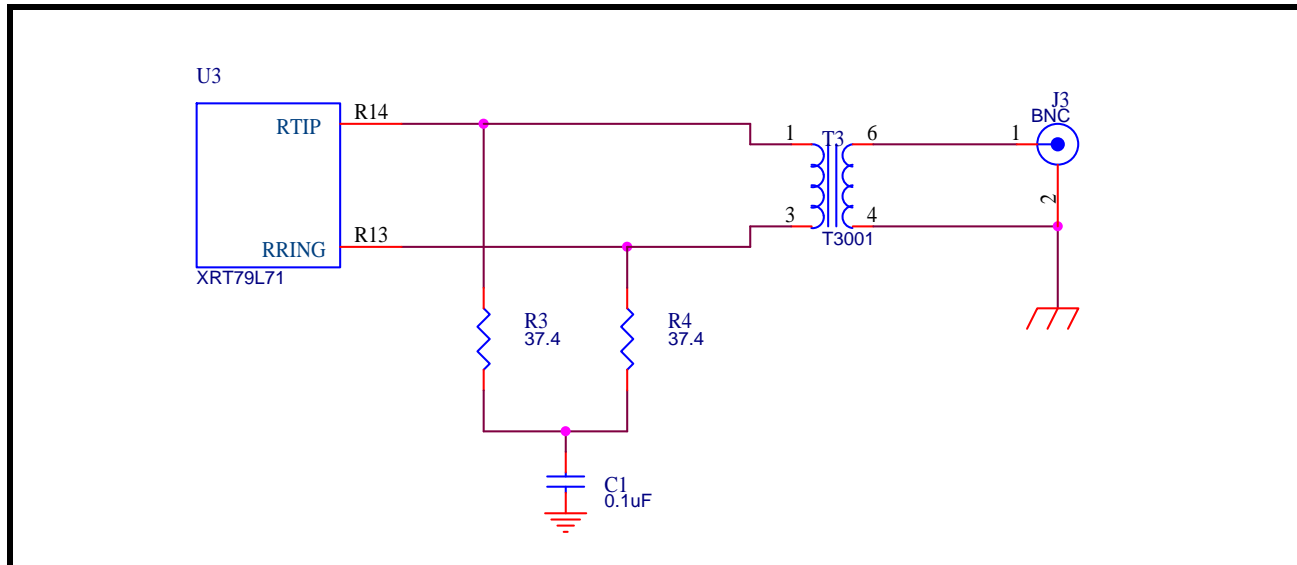 U3
RTIP
R14
RRING
R13
XRT79L71
1
T3
6
3
4
T3001
J3
BNC
1
2
R3
37.4
R4
37.4
C1
0.1uF